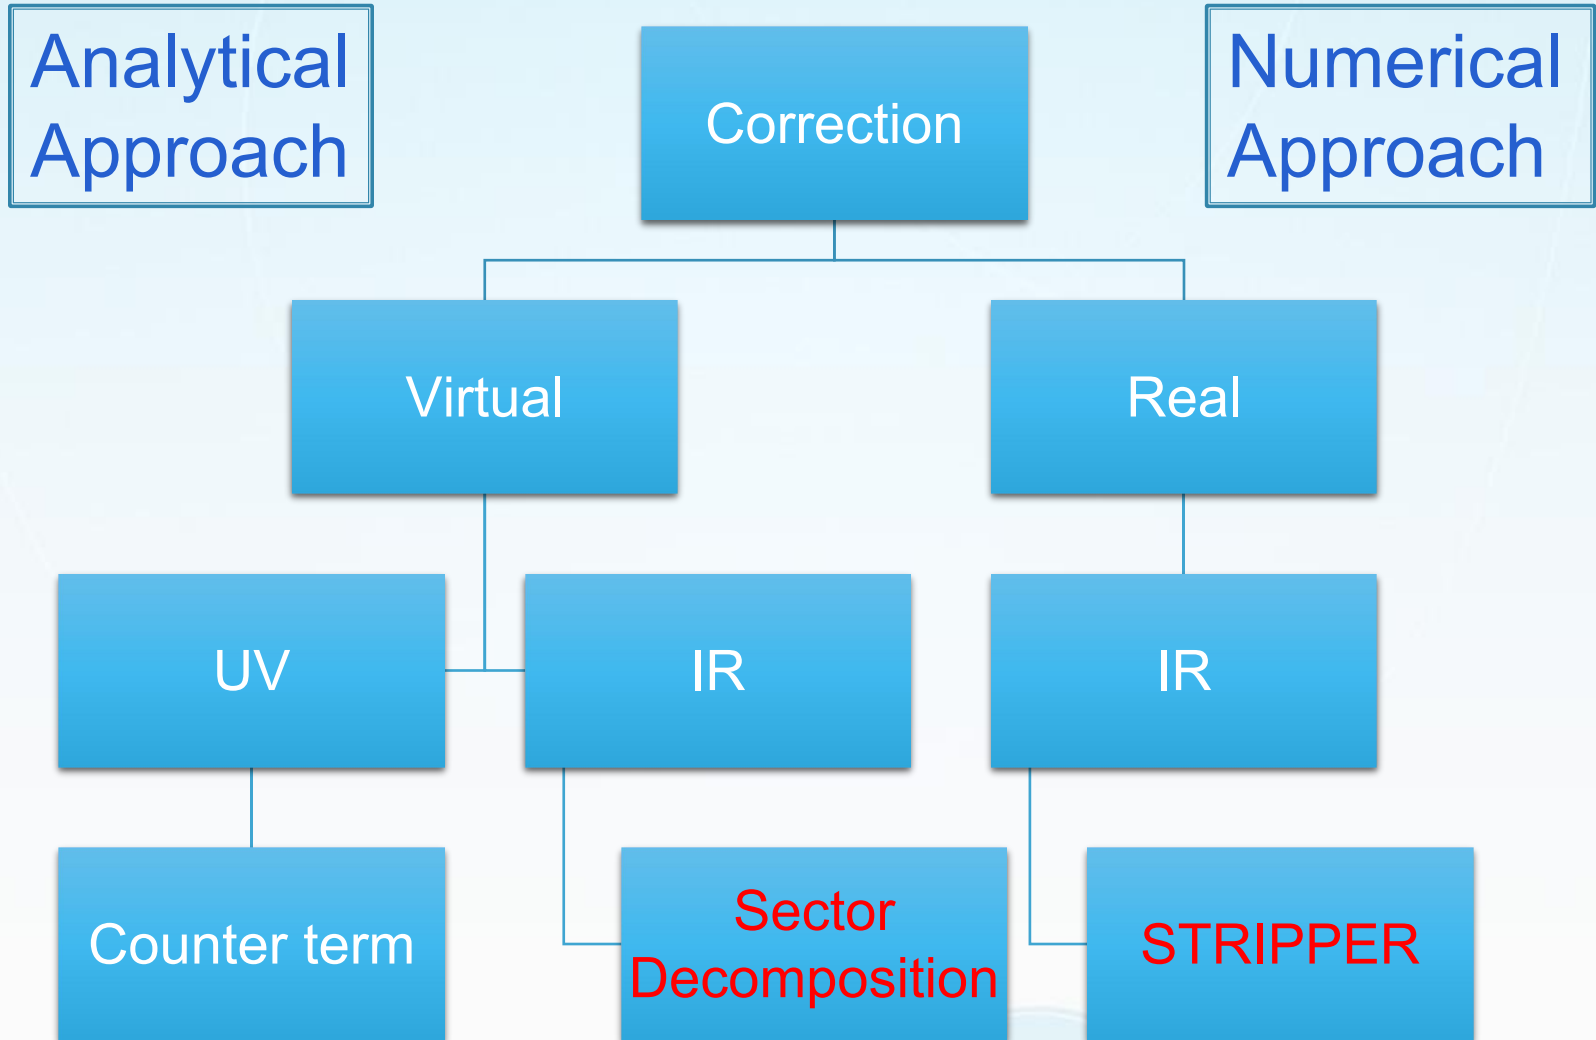 Analytical
Approach
Correction
Numerical
Approach
Virtual
Real
UV
IR
IR
Counter term
Sector
Decomposition
STRIPPER